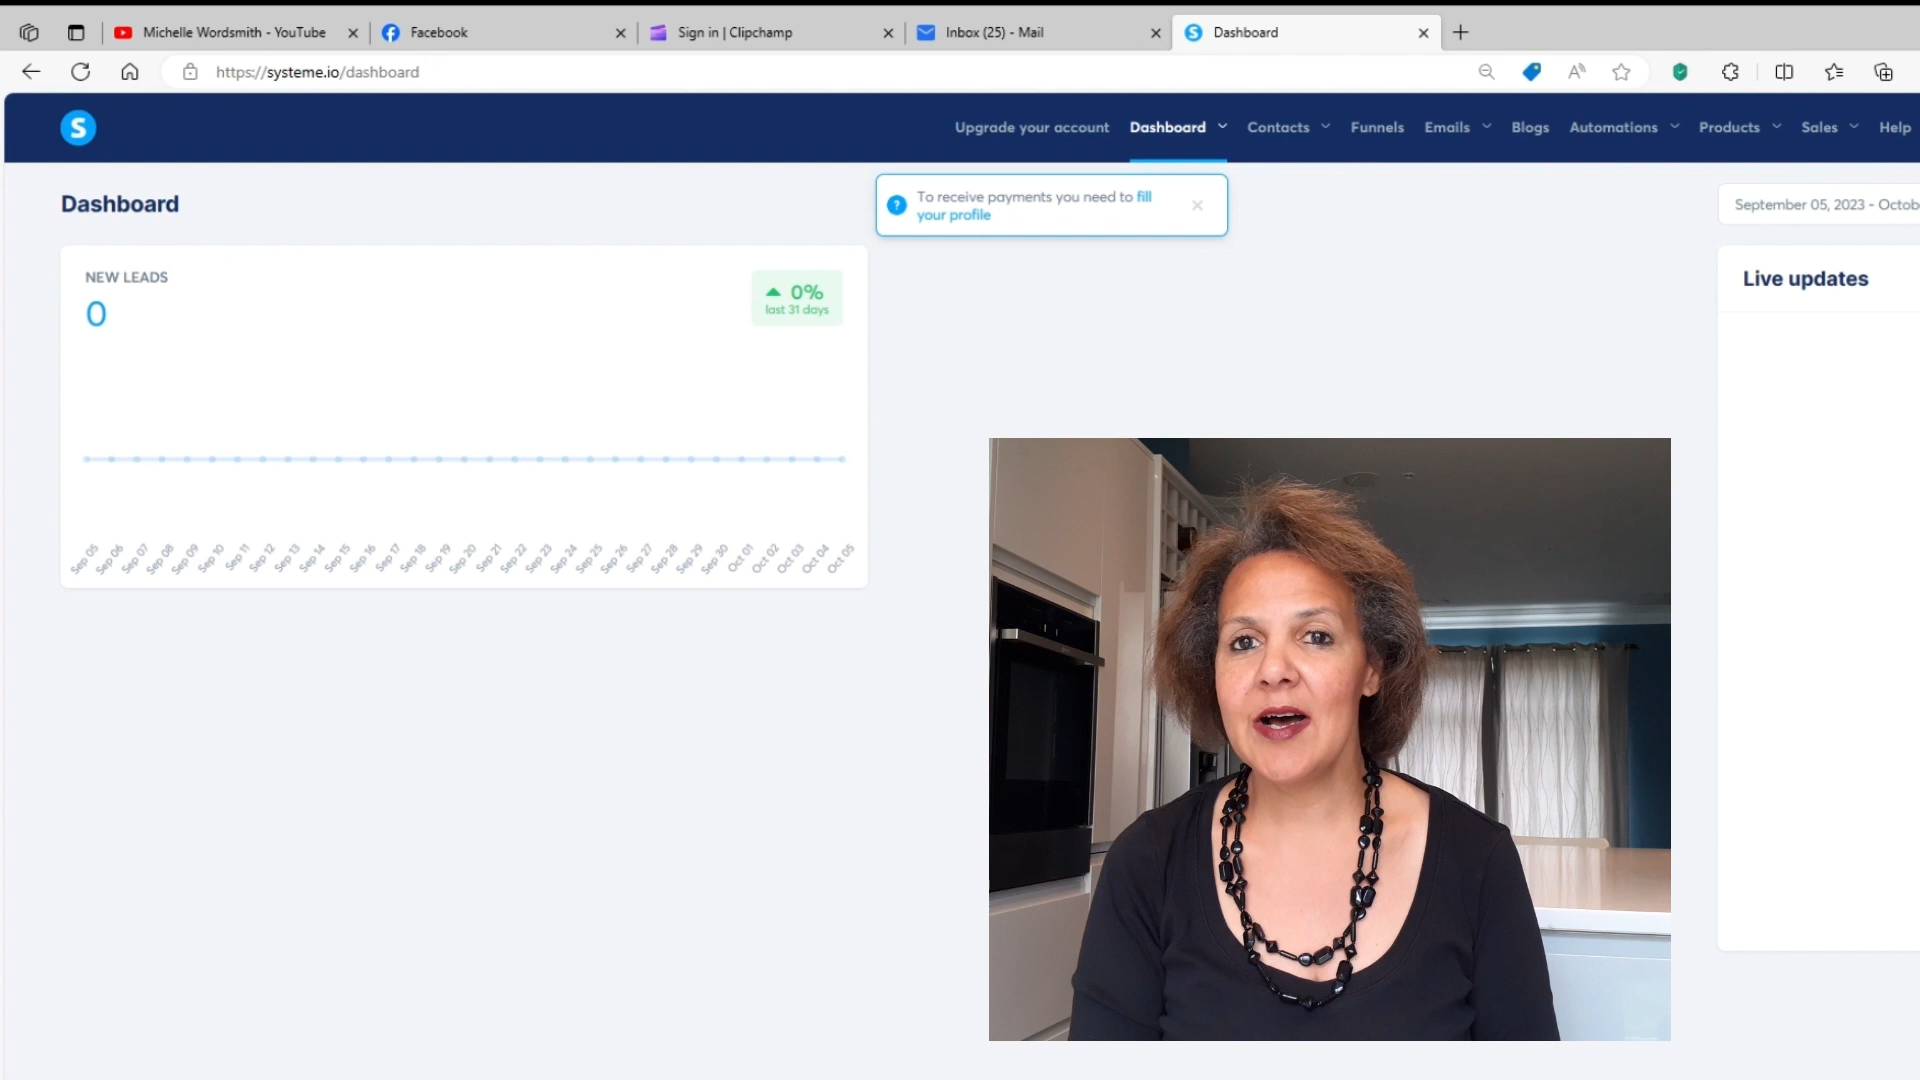 Michelle Wordsmith - YouTube
Facebook
Sign in | Clipchamp
Inbox (25) - Mail
Dashboard
https://systeme.io/dashboard
S
Upgrade your account
Dashboard
Contacts
Funnels
Emails
Blogs
Automations
Products
Sales
Help
Dashboard
To receive payments you need to fill
your profile
September 05, 2023 - Octob
NEW LEADS
0
0%
last 31 days
Live updates
Sep 05
Sep 06
Sep 07
Sep 08
Sep 09
Sep 10
Sep 11
Sep 12
Sep 13
Sep 14
Sep 15
Sep 16
Sep 17
Sep 18
Sep 19
Sep 20
Sep 21
Sep 22
Sep 23
Sep 24
Sep 25
Sep 26
Sep 27
Sep 28
Sep 29
Sep 30
Oct 01
Oct 02
Oct 03
Oct 04
Oct 05